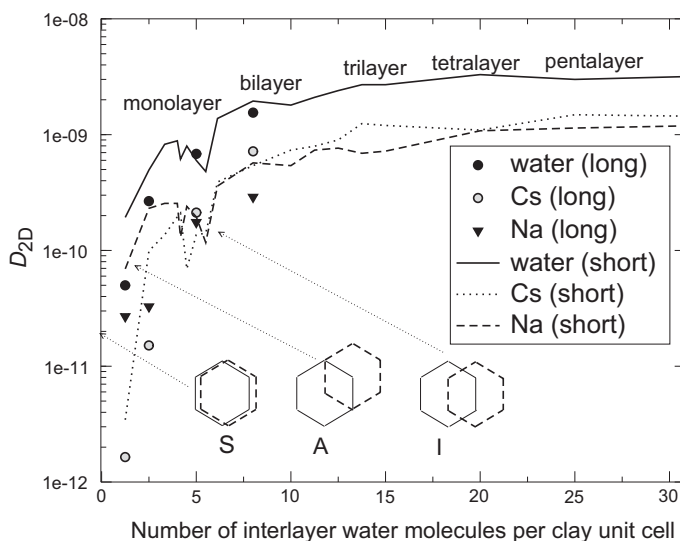 1e-08
1e-09
1e-10
1e-11
1e-12
D2D
monolayer
bilayer
trilayer
tetralayer
pentalayer
water (long)
Cs (long)
Na (long)
water (short)
Cs (short)
Na (short)
S
A
I
0
5
10
15
20
25
30
Number of interlayer water molecules per clay unit cell